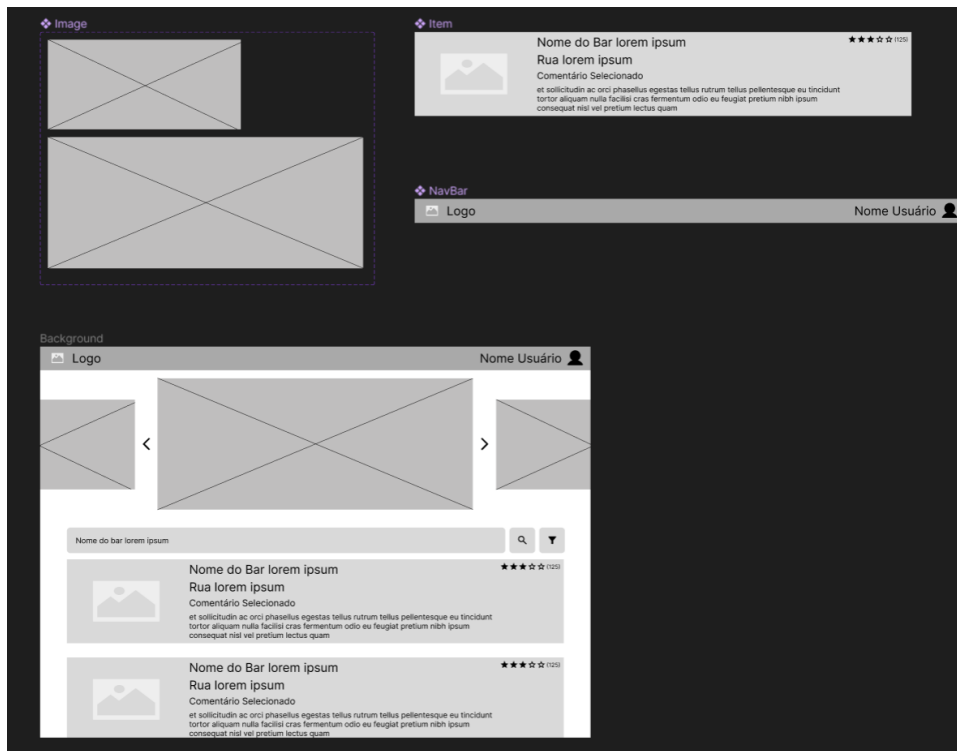 Image
Item
Nome do Bar lorem ipsum
(125)
Rua lorem ipsum
Comentário Selecionado
et sollicitudin ac orci phasellus egestas tellus rutrum tellus pellentesque eu tincidunt
tortor aliquam nulla facilisi cras fermentum odio eu feugiat pretium nibh ipsum
consequat nisl vel pretium lectus quam
NavBar
Logo
Nome Usuário
Background
Logo
Nome Usuário
Nome do bar lorem ipsum
Nome do Bar lorem ipsum
(125)
Rua lorem ipsum
Comentário Selecionado
et sollicitudin ac orci phasellus egestas tellus rutrum tellus pellentesque eu tincidunt
tortor aliquam nulla facilisi cras fermentum odio eu feugiat pretium nibh ipsum
consequat nisl vel pretium lectus quam
Nome do Bar lorem ipsum
(125)
Rua lorem ipsum
Comentário Selecionado
et sollicitudin ac orci phasellus egestas tellus rutrum tellus pellentesque eu tincidunt
tortor aliquam nulla facilisi cras fermentum odio eu feugiat pretium nibh ipsum
consequat nisl vel pretium lectus quam